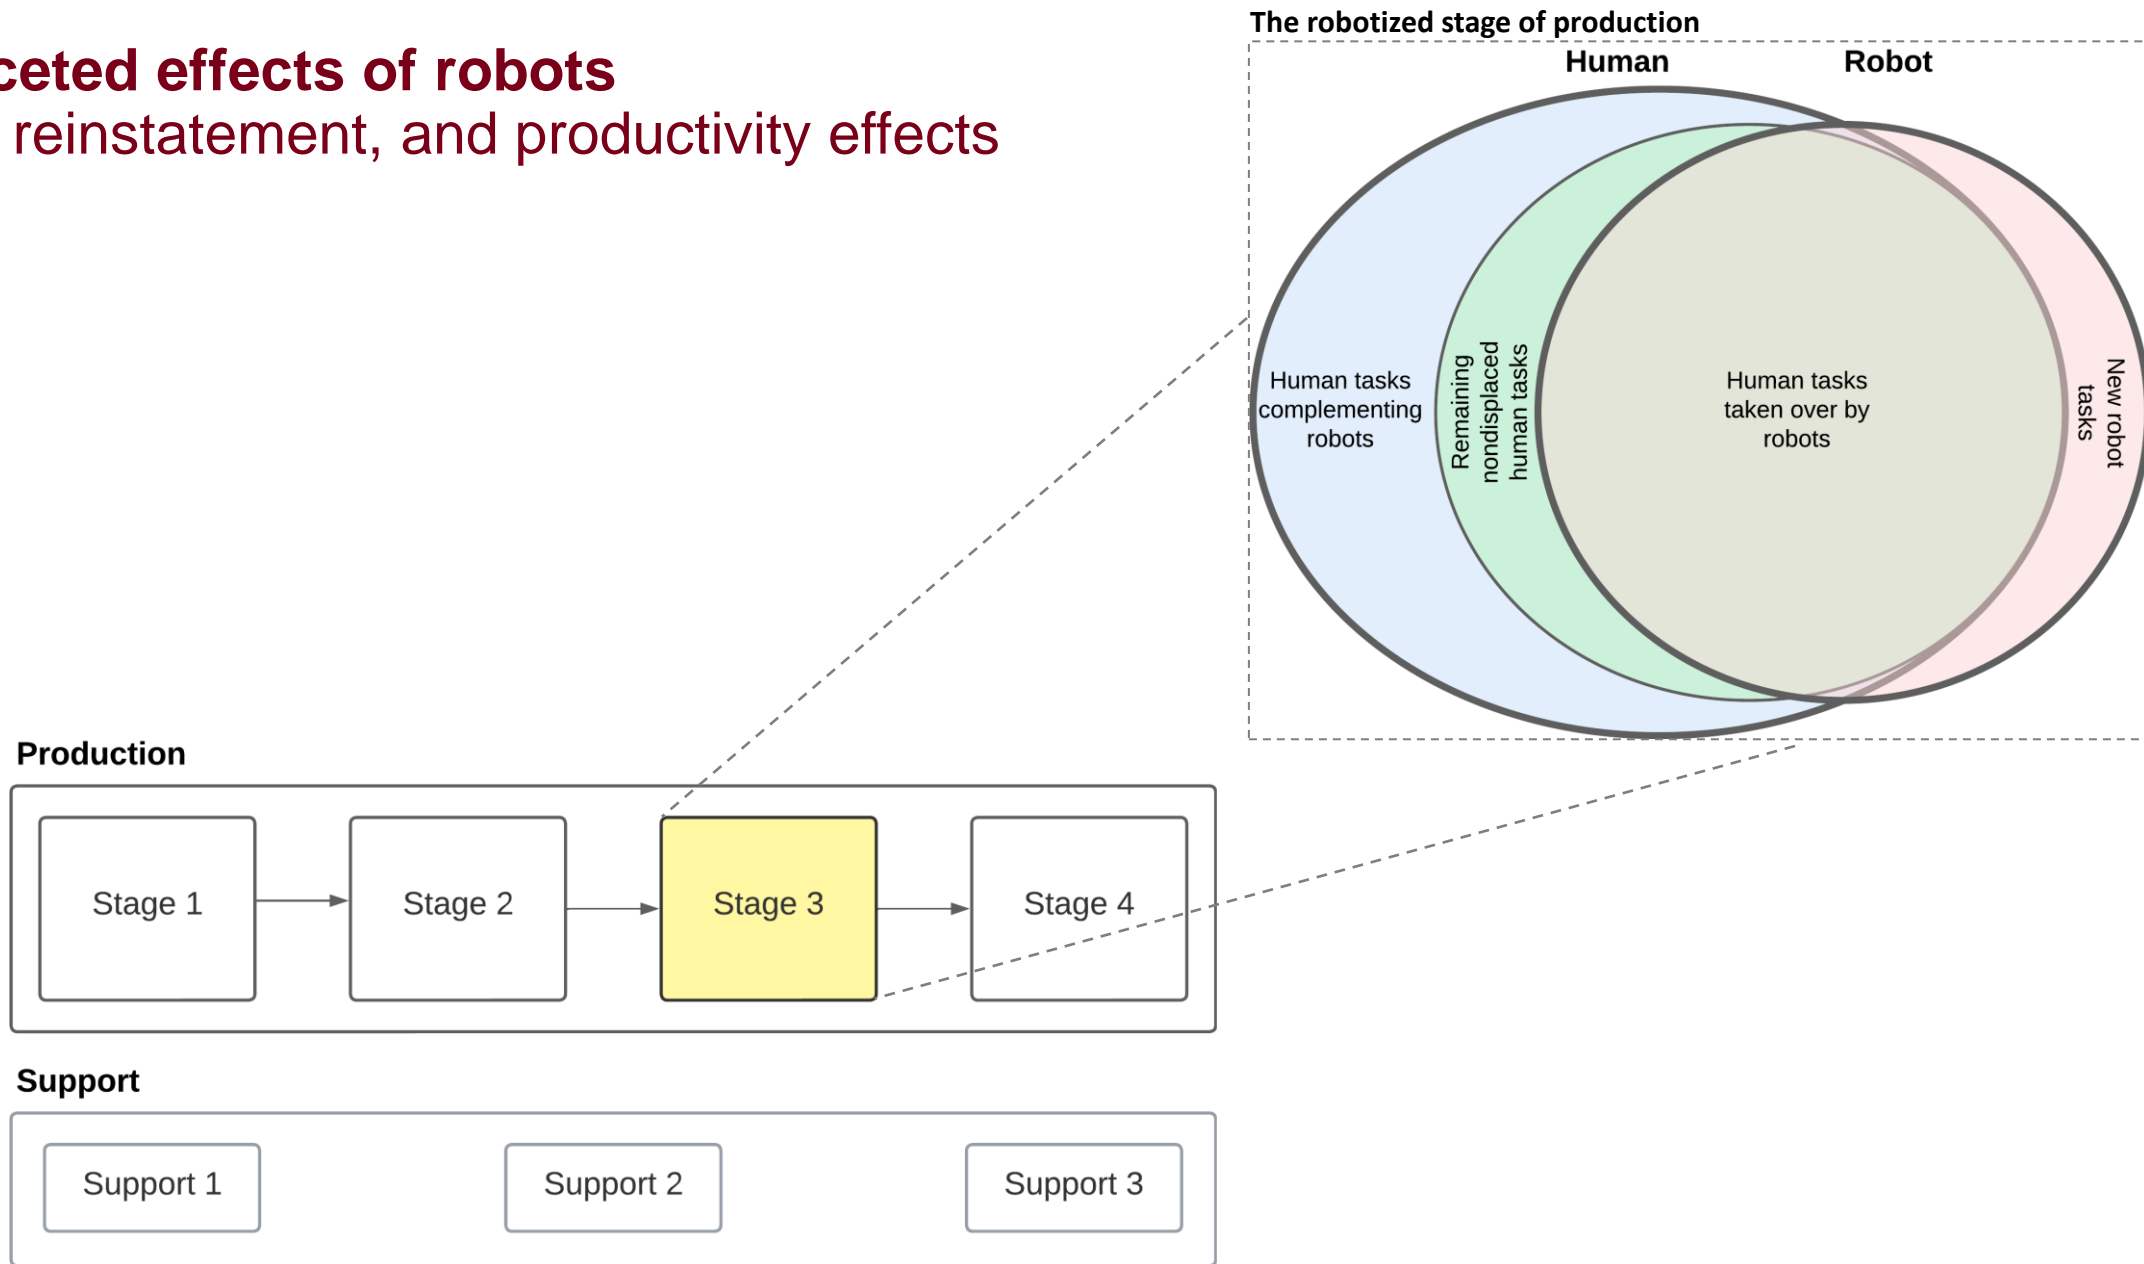 ceted effects of robots
reinstatement, and productivity effects
The robotized stage of production
Human
Robot
Human tasks
complementing
robots
Remaining
nondisplaced
human tasks
Human tasks
taken over by
robots
New robot
tasks
Production
Stage 1
Stage 2
Stage 3
Stage 4
Support
Support 1
Support 2
Support 3